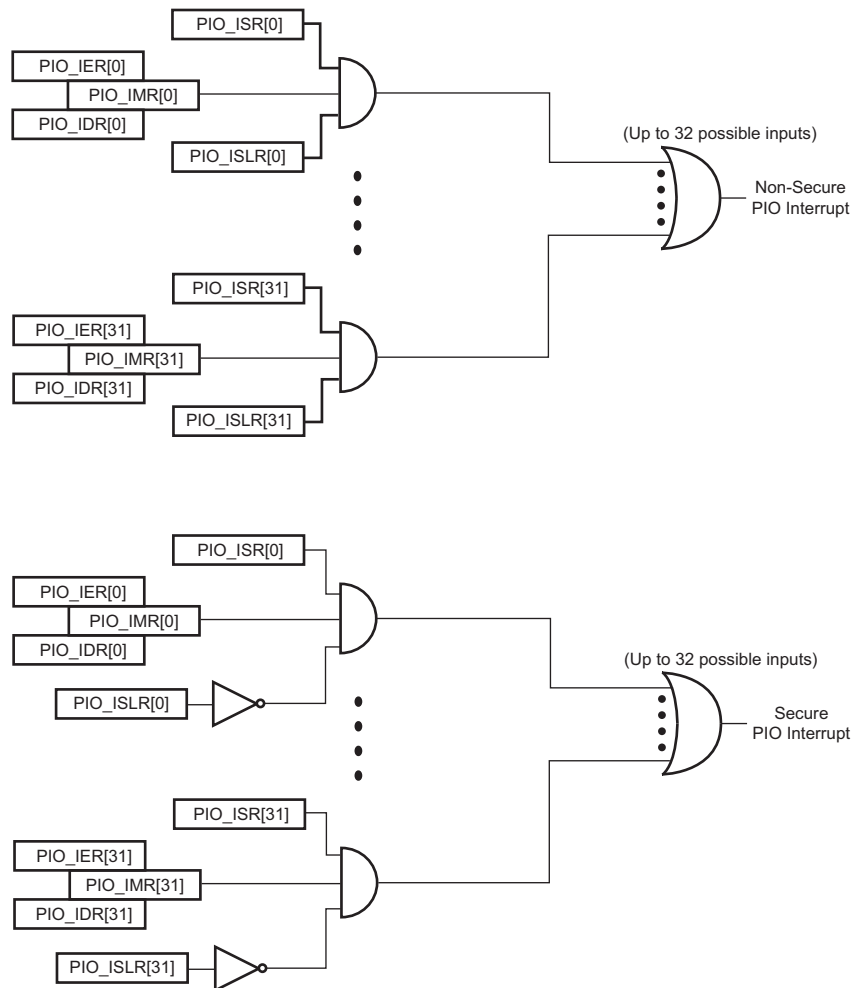 PIO_ISR[0]
PIO_IER[0]
PIO_IMR[0]
PIO_IDR[0]
PIO_ISLR[0]
(Up to 32 possible inputs)
Non-Secure
PIO Interrupt
PIO_ISR[31]
PIO_IER[31]
PIO_IMR[31]
PIO_IDR[31]
PIO_ISLR[31]
PIO_ISR[0]
PIO_IER[0]
PIO_IMR[0]
PIO_IDR[0]
PIO_ISLR[0]
(Up to 32 possible inputs)
Secure
PIO Interrupt
PIO_ISR[31]
PIO_IER[31]
PIO_IMR[31]
PIO_IDR[31]
PIO_ISLR[31]